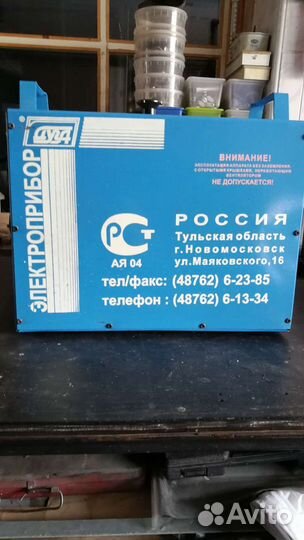 ДУГА
ЭЛЕКТРОПРИБОР
ВНИМАНИЕ!
ЭКСПЛУАТАЦИЯ АППАРАТА БЕЗ ЗАЗЕМЛЕНИЯ,
С ОТКРЫТЫМИ КРЫШКАМИ, НЕРАБОТАЮЩИМ
ВЕНТИЛЯТОРОМ
НЕ ДОПУСКАЕТСЯ!
РСТ
АЯ 04
РОССИЯ
Тульская область
г.Новомосковск
ул.Маяковского,16
тел/факс: (48762) 6-23-85
телефон : (48762) 6-13-34
Avito